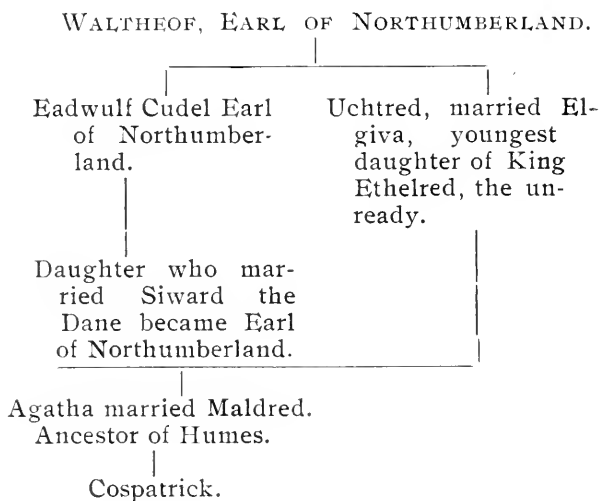 WALTHEOF, EARL OF NORTHUMBERLAND.
Eadwulf Cudel Earl
of Northumber-
land.
Uchtred, married El-
giva, youngest
daughter of King
Ethelred, the un-
ready.
Daughter who mar-
ried Siward the
Dane became Earl
of Northumberland.
Agatha married Maldred.
Ancestor of Humes.
Cospatrick.